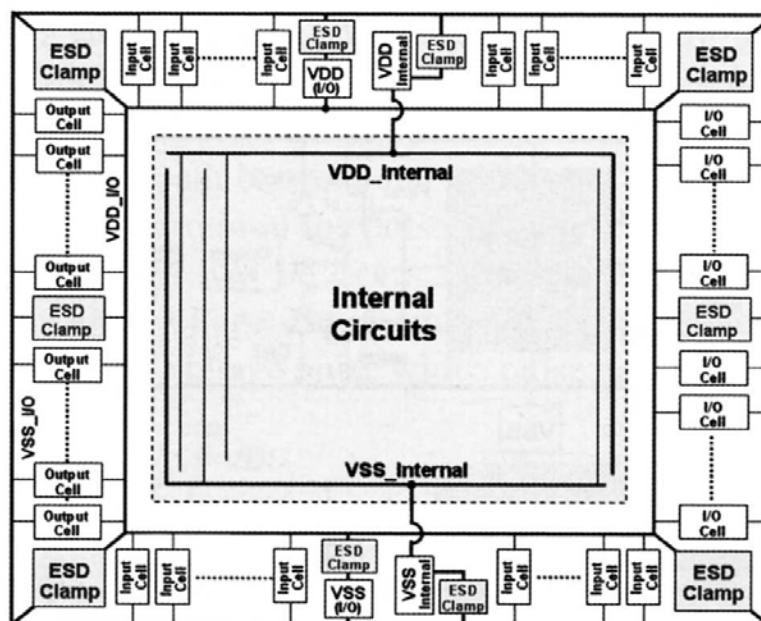 ESD
Clamp
Input
Cell
Input
Cell
Input
Cell
ESD
Clamp
VDD
(I/O)
VDD
Internal
ESD
Clamp
Input
Cell
Input
Cell
Input
Cell
ESD
Clamp
Output
Cell
Output
Cell
VDD_I/O
Output
Cell
ESD
Clamp
Output
Cell
VSS_I/O
Output
Cell
Output
Cell
VDD_Internal
Internal
Circuits
VSS_Internal
I/O
Cell
I/O
Cell
I/O
Cell
ESD
Clamp
I/O
Cell
I/O
Cell
I/O
Cell
ESD
Clamp
Input
Cell
Input
Cell
Input
Cell
ESD
Clamp
VSS
(I/O)
VSS
Internal
ESD
Clamp
Input
Cell
Input
Cell
Input
Cell
ESD
Clamp